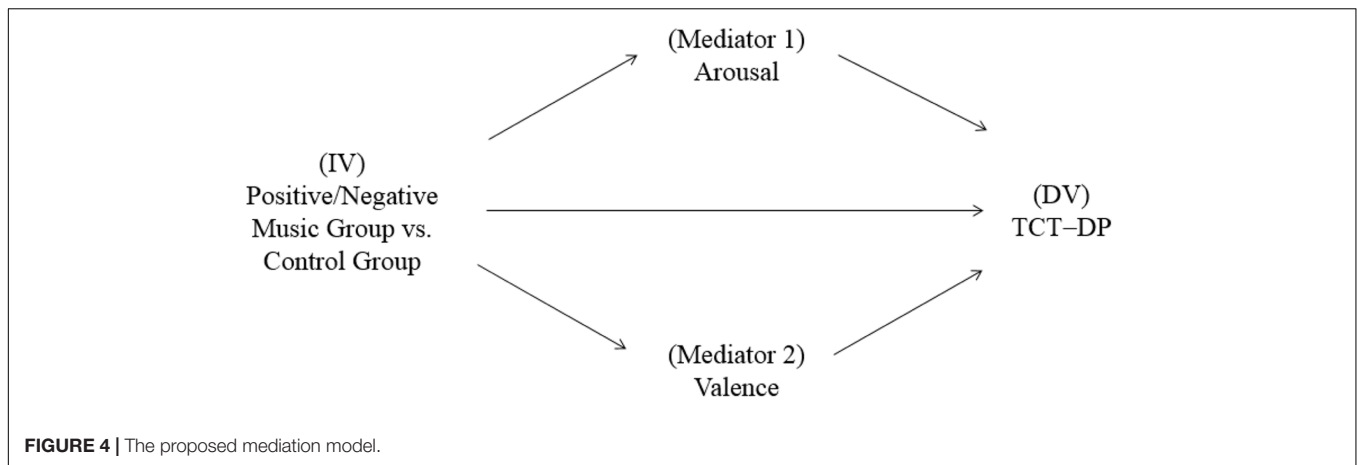 (Mediator 1)
Arousal
(IV)
Positive/Negative
Music Group vs.
Control Group
(DV)
TCT–DP
(Mediator 2)
Valence
FIGURE 4 | The proposed mediation model.